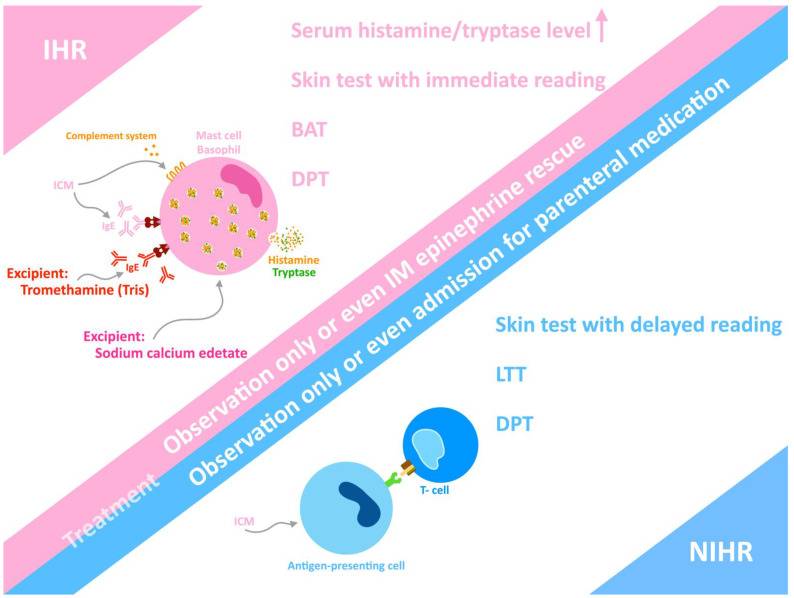 IHR
Serum histamine/tryptase level
Skin test with immediate reading
BAT
DPT
Complement system
Mast cell
Basophil
ICM
IgE
IgE
Histamine
Tryptase
Excipient:
Tromethamine (Tris)
Excipient:
Sodium calcium edetate
Treatment
Observation only or even IM epinephrine rescue
Observation only or even admission for parenteral medication
Skin test with delayed reading
LTT
DPT
T- cell
ICM
Antigen-presenting cell
NIHR